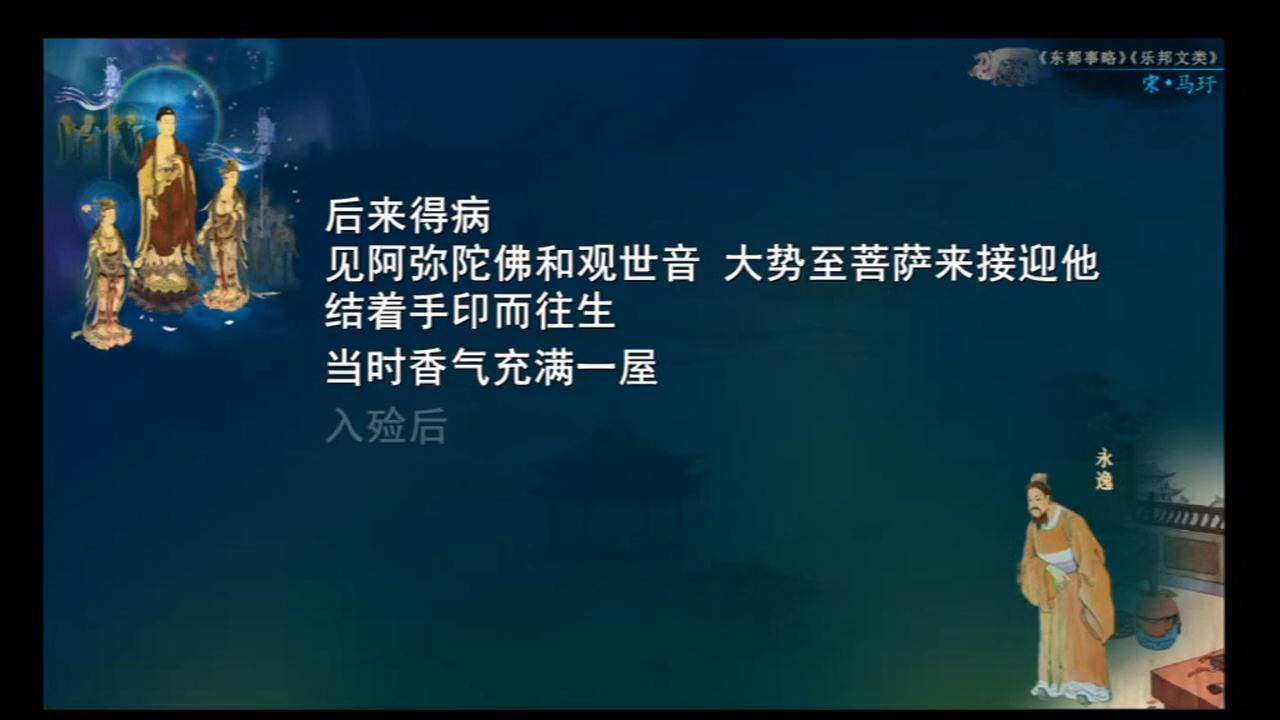 《东都事略》《乐邦文类》
宋·马玗
后来得病
见阿弥陀佛和观世音 大势至菩萨来接迎他
结着手印而往生
当时香气充满一屋
入殓后
永逸